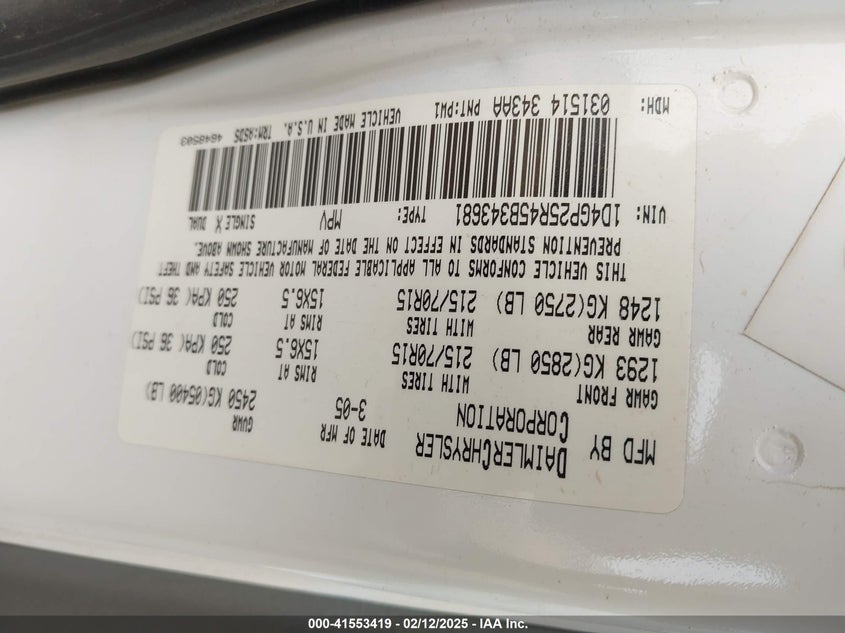 MFD BY DAIMLERCHRYSLER CORPORATION
DATE OF MFR 3-05
GVWR 2450 KG(05400 LB)
GAWR FRONT WITH TIRES RIMS AT COLD
1293 KG(2850 LB) 215/70R15 15X6.5 250 KPA( 36 PSI)
GAWR REAR WITH TIRES RIMS AT COLD
1248 KG(2750 LB) 215/70R15 15X6.5 250 KPA( 36 PSI)
THIS VEHICLE CONFORMS TO ALL APPLICABLE FEDERAL MOTOR VEHICLE SAFETY AND THEFT
PREVENTION STANDARDS IN EFFECT ON THE DATE OF MANUFACTURE SHOWN ABOVE.
VIN: 1D4GP25R45B343681 TYPE: MPV SINGLE X DUAL
MDH: 031514 343AA PNT:PW1 VEHICLE MADE IN U.S.A. TRM:A5D5 4648503
000-41553419 - 02/12/2025 - IAA Inc.